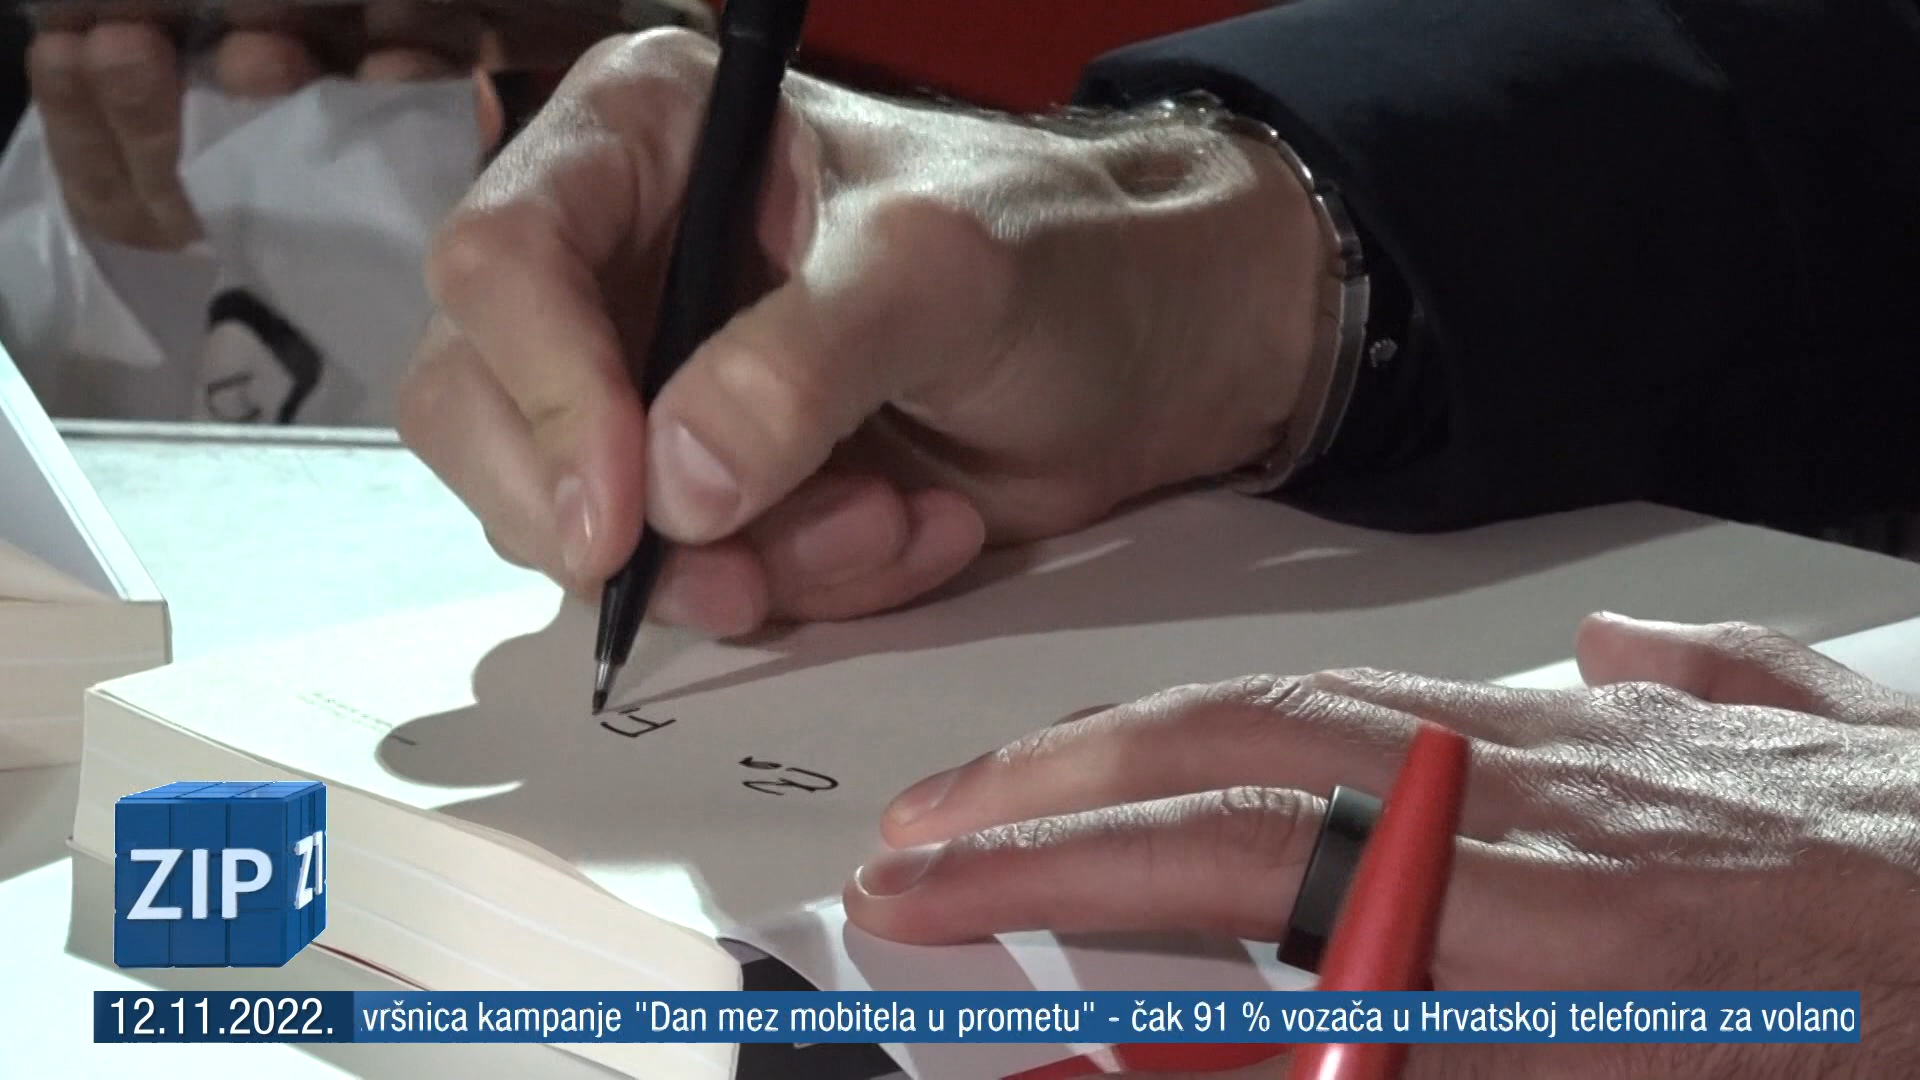 ZIP
12.11.2022. vršnica kampanje "Dan mez mobitela u prometu" - čak 91 % vozača u Hrvatskoj telefonira za volano